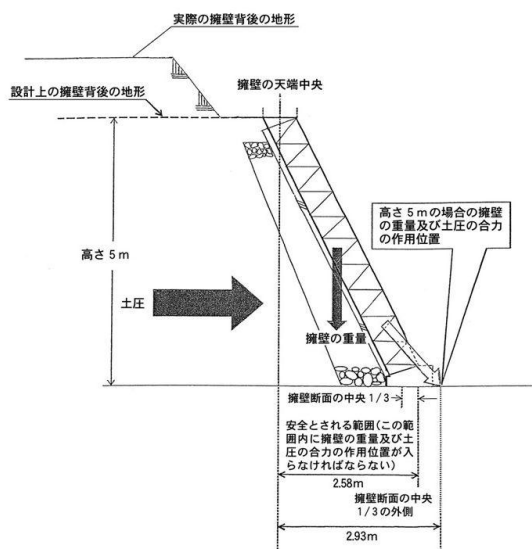 実際の擁壁背後の地形
擁壁の天端中央
設計上の擁壁背後の地形
高さ5mの場合の擁壁
の重量及び土圧の合力
の作用位置
高さ5m
土圧
擁壁の重量
擁壁断面の中央1/3
安全とされる範囲(この範
囲内に擁壁の重量及び土
圧の合力の作用位置が入
らなければならない)
2.58m
擁壁断面の中央
1/3の外側
2.93m